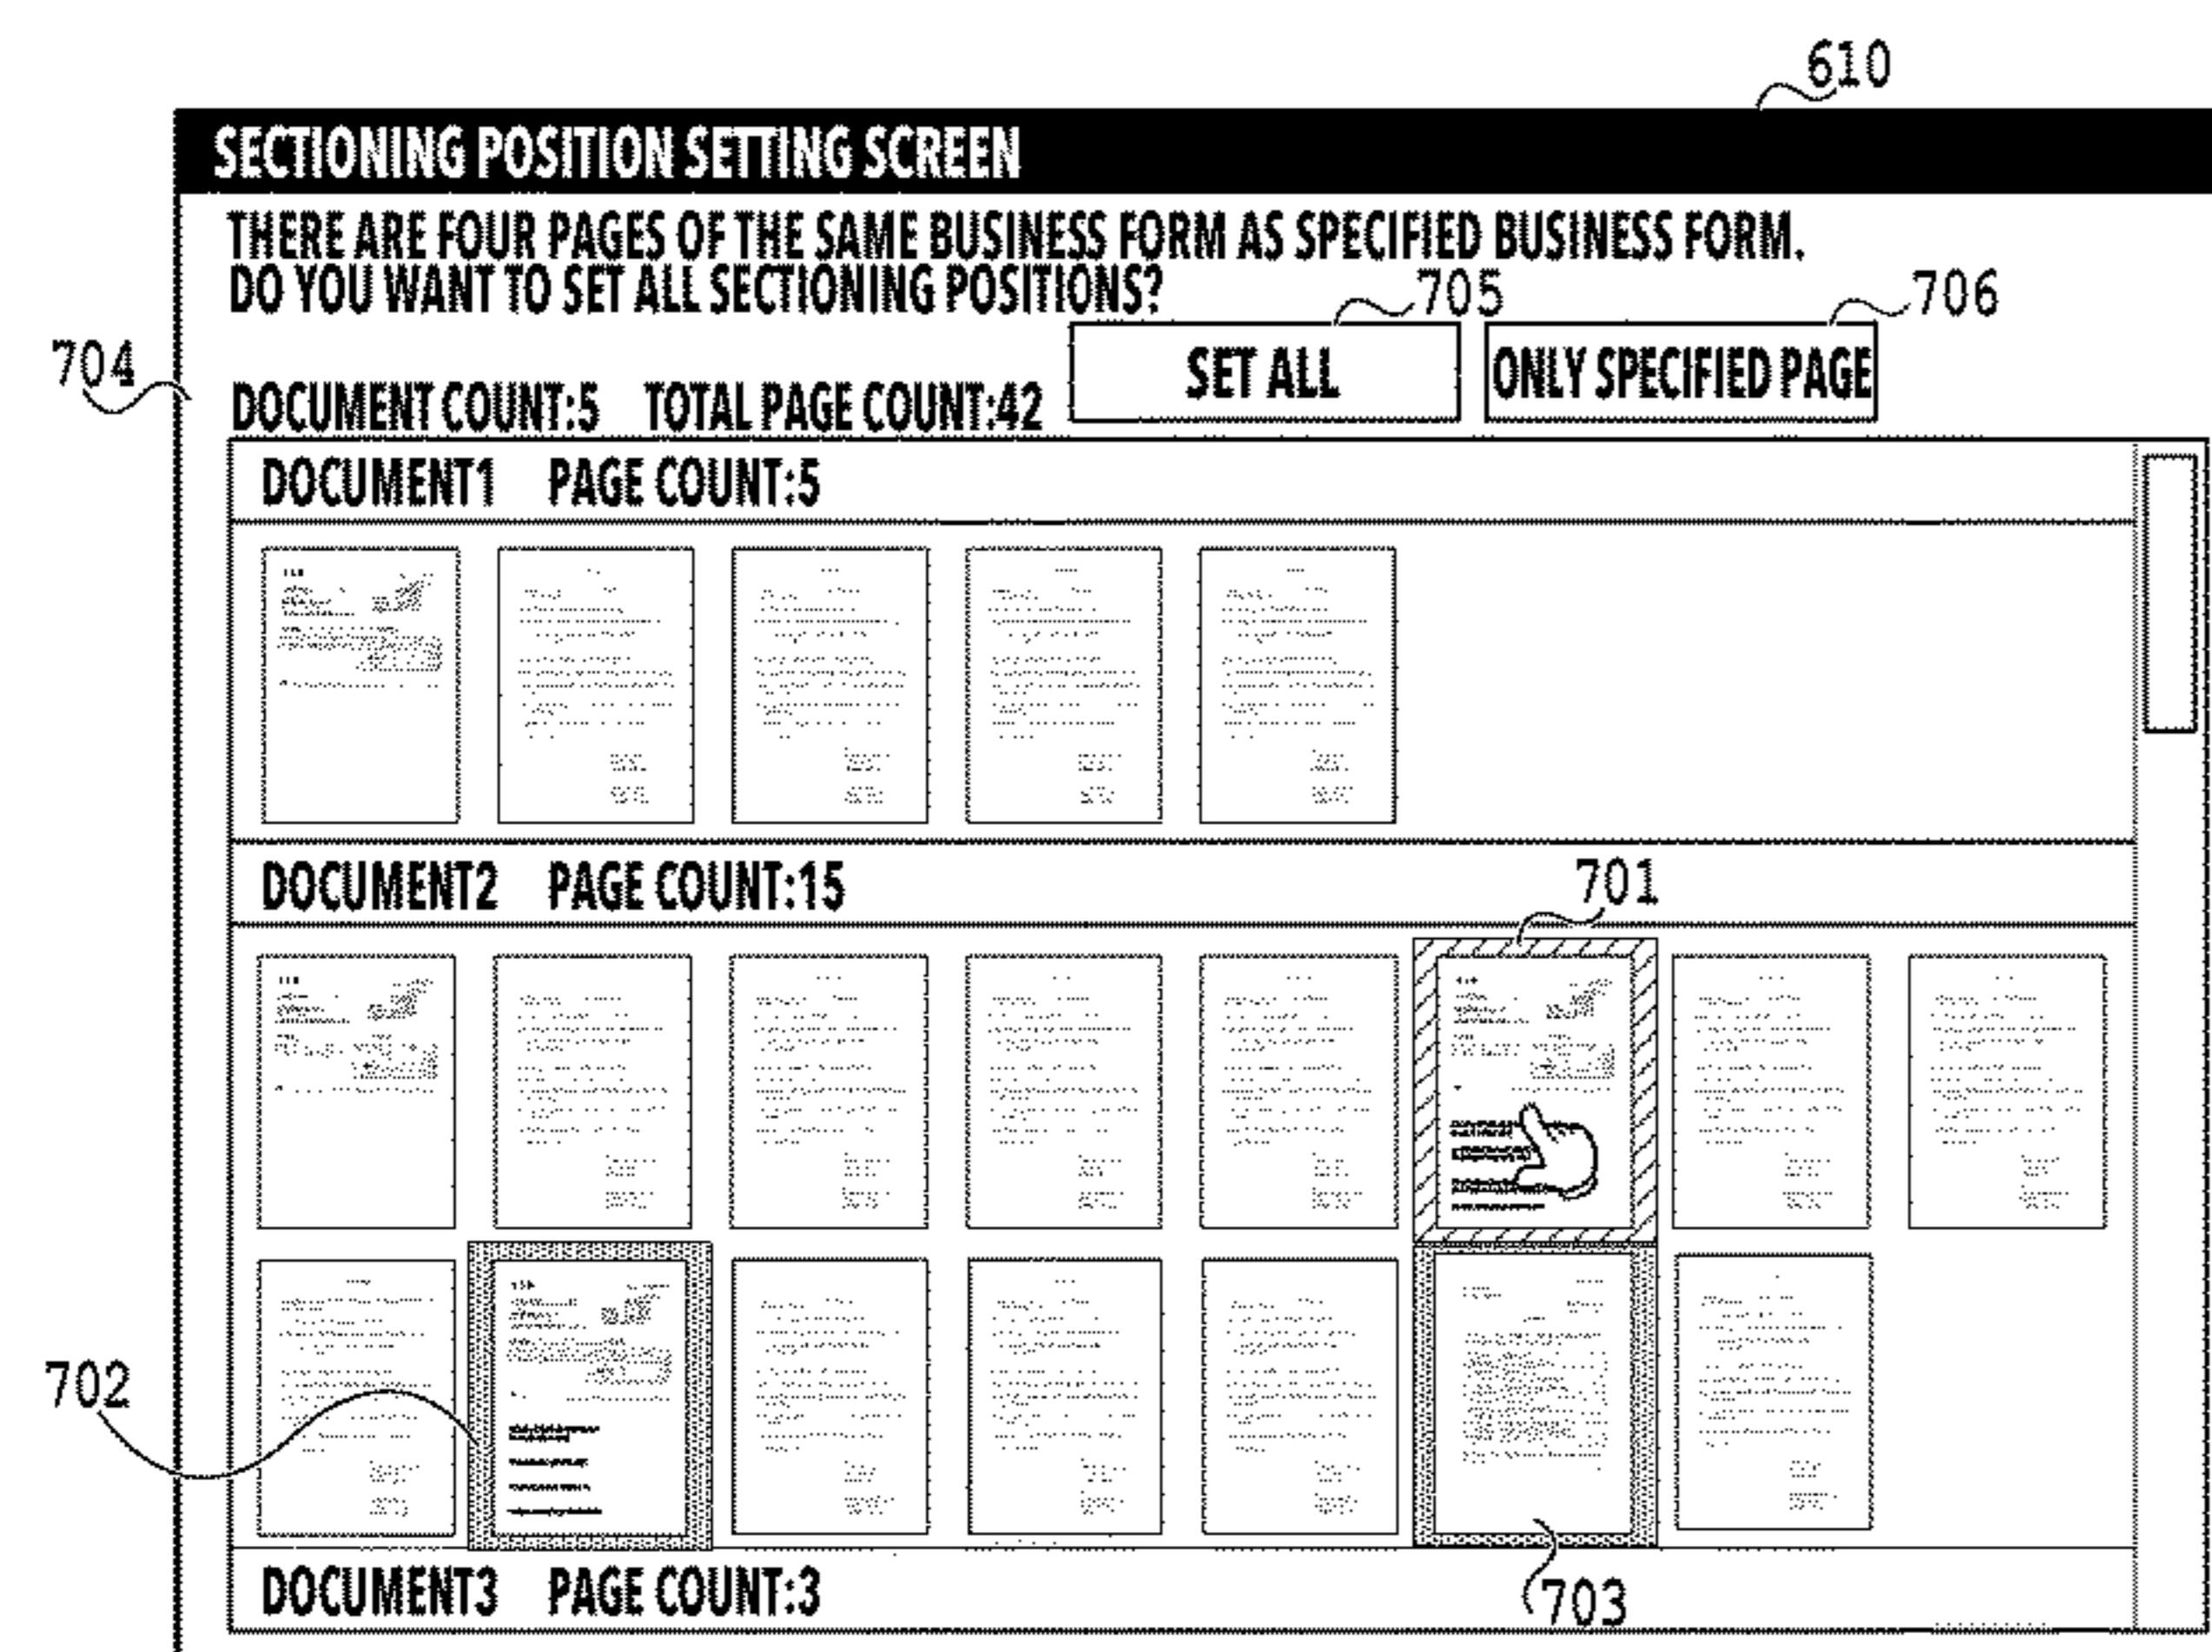 610
SECTIONING POSITION SETTING SCREEN
THERE ARE FOUR PAGES OF THE SAME BUSINESS FORM AS SPECIFIED BUSINESS FORM.
DO YOU WANT TO SET ALL SECTIONING POSITIONS?
705
706
704
SET ALL
ONLY SPECIFIED PAGE
DOCUMENT COUNT:5 TOTAL PAGE COUNT:42
DOCUMENT1 PAGE COUNT:5
DOCUMENT2 PAGE COUNT:15
701
702
DOCUMENT3 PAGE COUNT:3
703